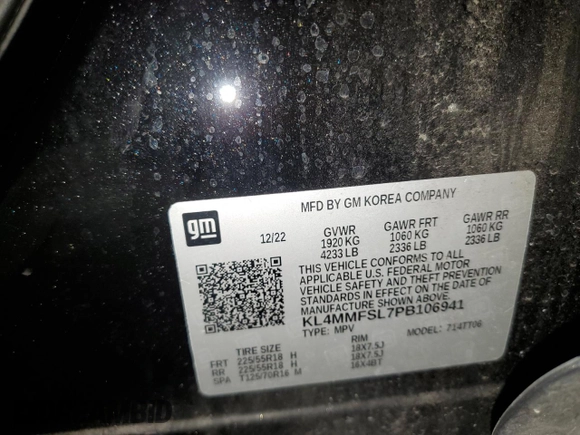 MFD BY GM KOREA COMPANY
gm
12/22
GVWR
1920 KG
4233 LB
GAWR FRT
1060 KG
2336 LB
GAWR RR
1060 KG
2336 LB
THIS VEHICLE CONFORMS TO ALL
APPLICABLE U.S. FEDERAL MOTOR
VEHICLE SAFETY AND THEFT PREVENTION
STANDARDS IN EFFECT ON THE DATE OF
MANUFACTURE SHOWN ABOVE.
KL4MMFSL7PB106941
TYPE: MPV MODEL: 7147T06
TIRE SIZE RIM
FRT 225/55R18 H 18X7.5J
RR 225/55R18 H 18X7.5J
SPA T125/70R16 M 16X4BT